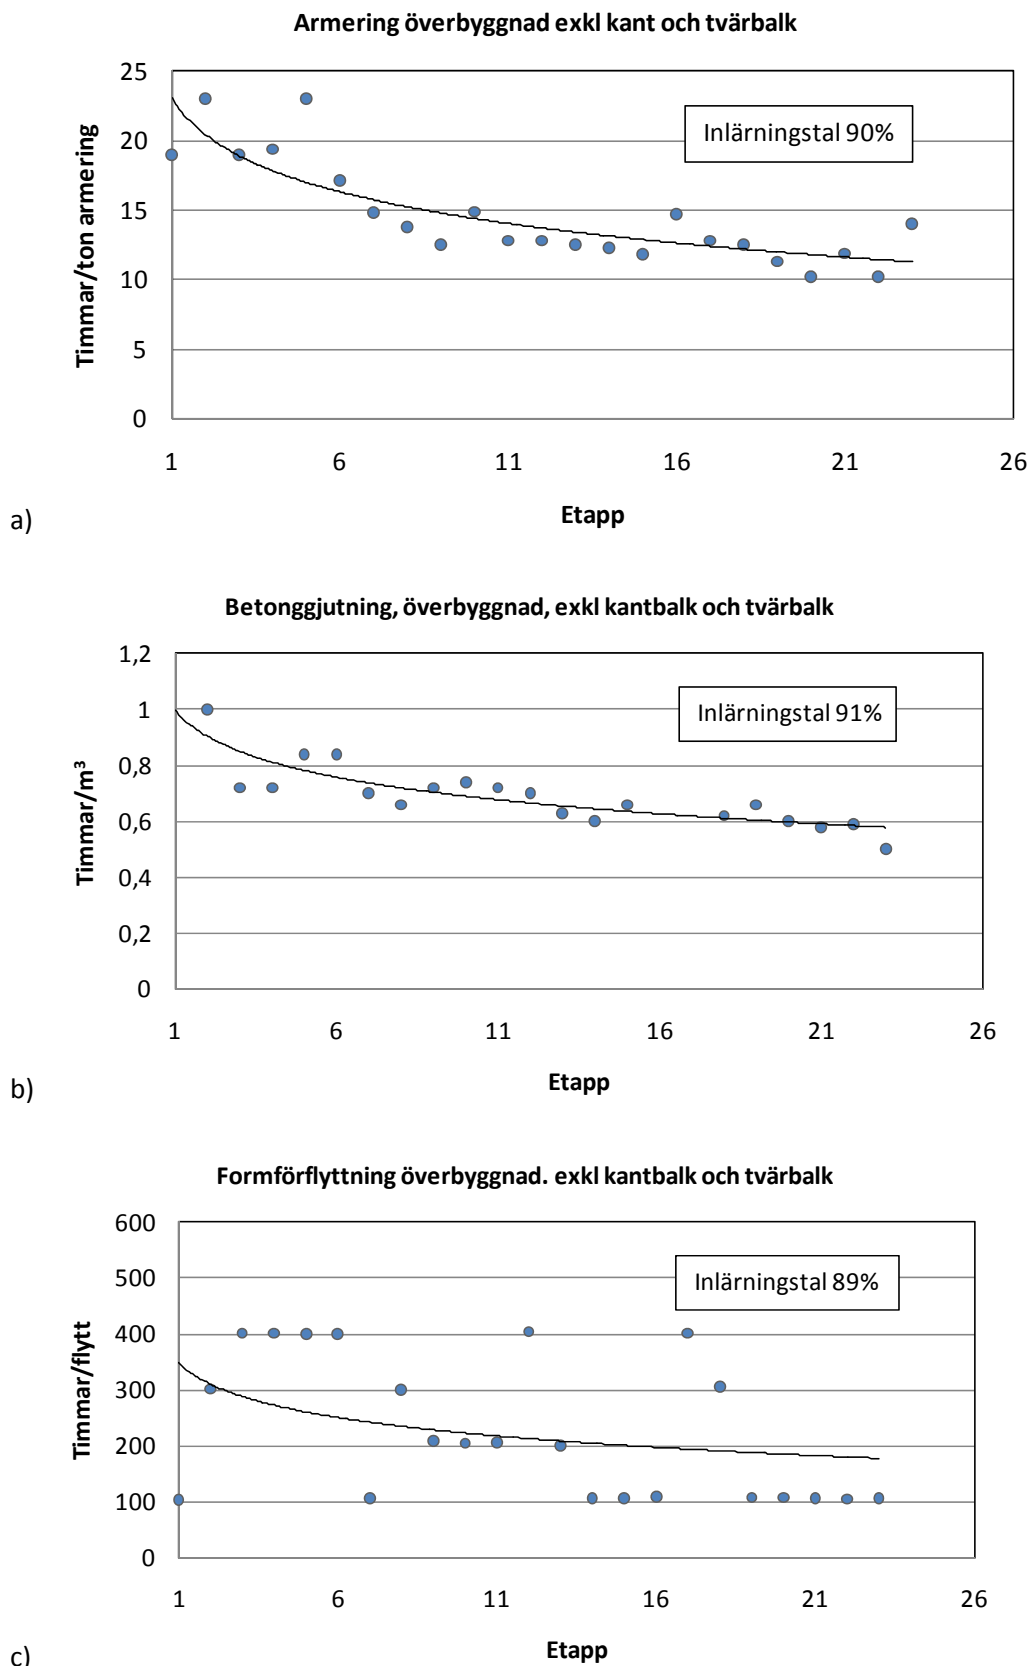 Armering överbyggnad exkl kant och tvärbalk
25
20
15
10
5
0
Timmar/ton armering
Inlärningstal 90%
1 6 11 16 21 26
Etapp
a)
Betonggjutning, överbyggnad, exkl kantbalk och tvärbalk
1,2
1
0,8
0,6
0,4
0,2
0
Timmar/m³
Inlärningstal 91%
1 6 11 16 21 26
Etapp
b)
Formförflyttning överbyggnad. exkl kantbalk och tvärbalk
600
500
400
300
200
100
0
Timmar/flytt
Inlärningstal 89%
1 6 11 16 21 26
Etapp
c)